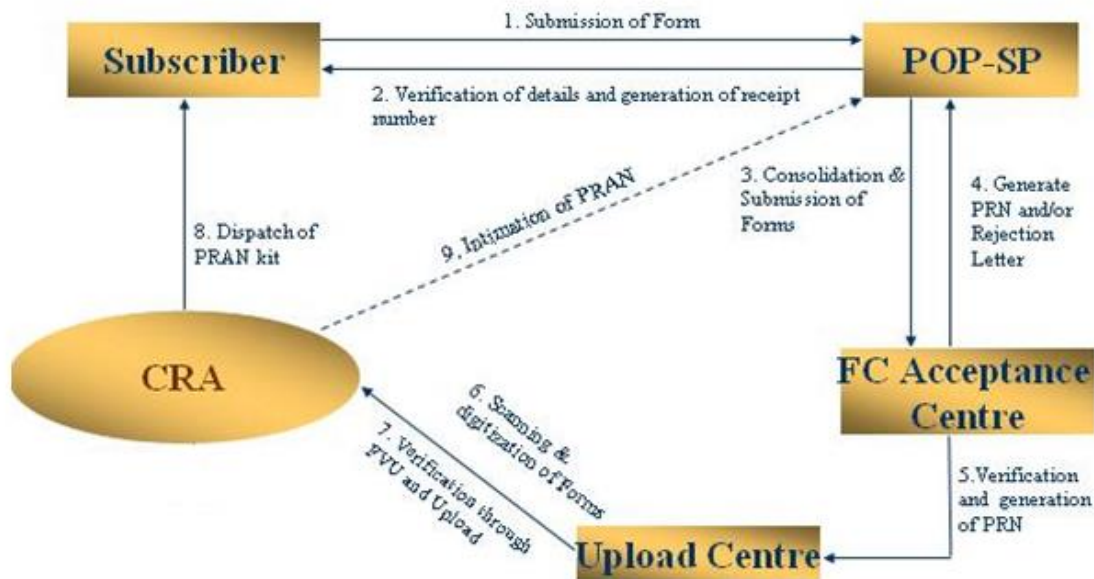 1. Submission of Form
Subscriber
POP-SP
2. Verification of details and generation of receipt
number
3. Consolidation &
Submission of
Forms
4. Generate
PRN and/or
Rejection
Letter
9. Intimation of PRAN
8. Dispatch of
PRAN kit
CRA
FC Acceptance
Centre
6. Scanning &
digitization of Forms
7. Verification through
FVU and Upload
5.Verification
and generation
of PRN
Upload Centre